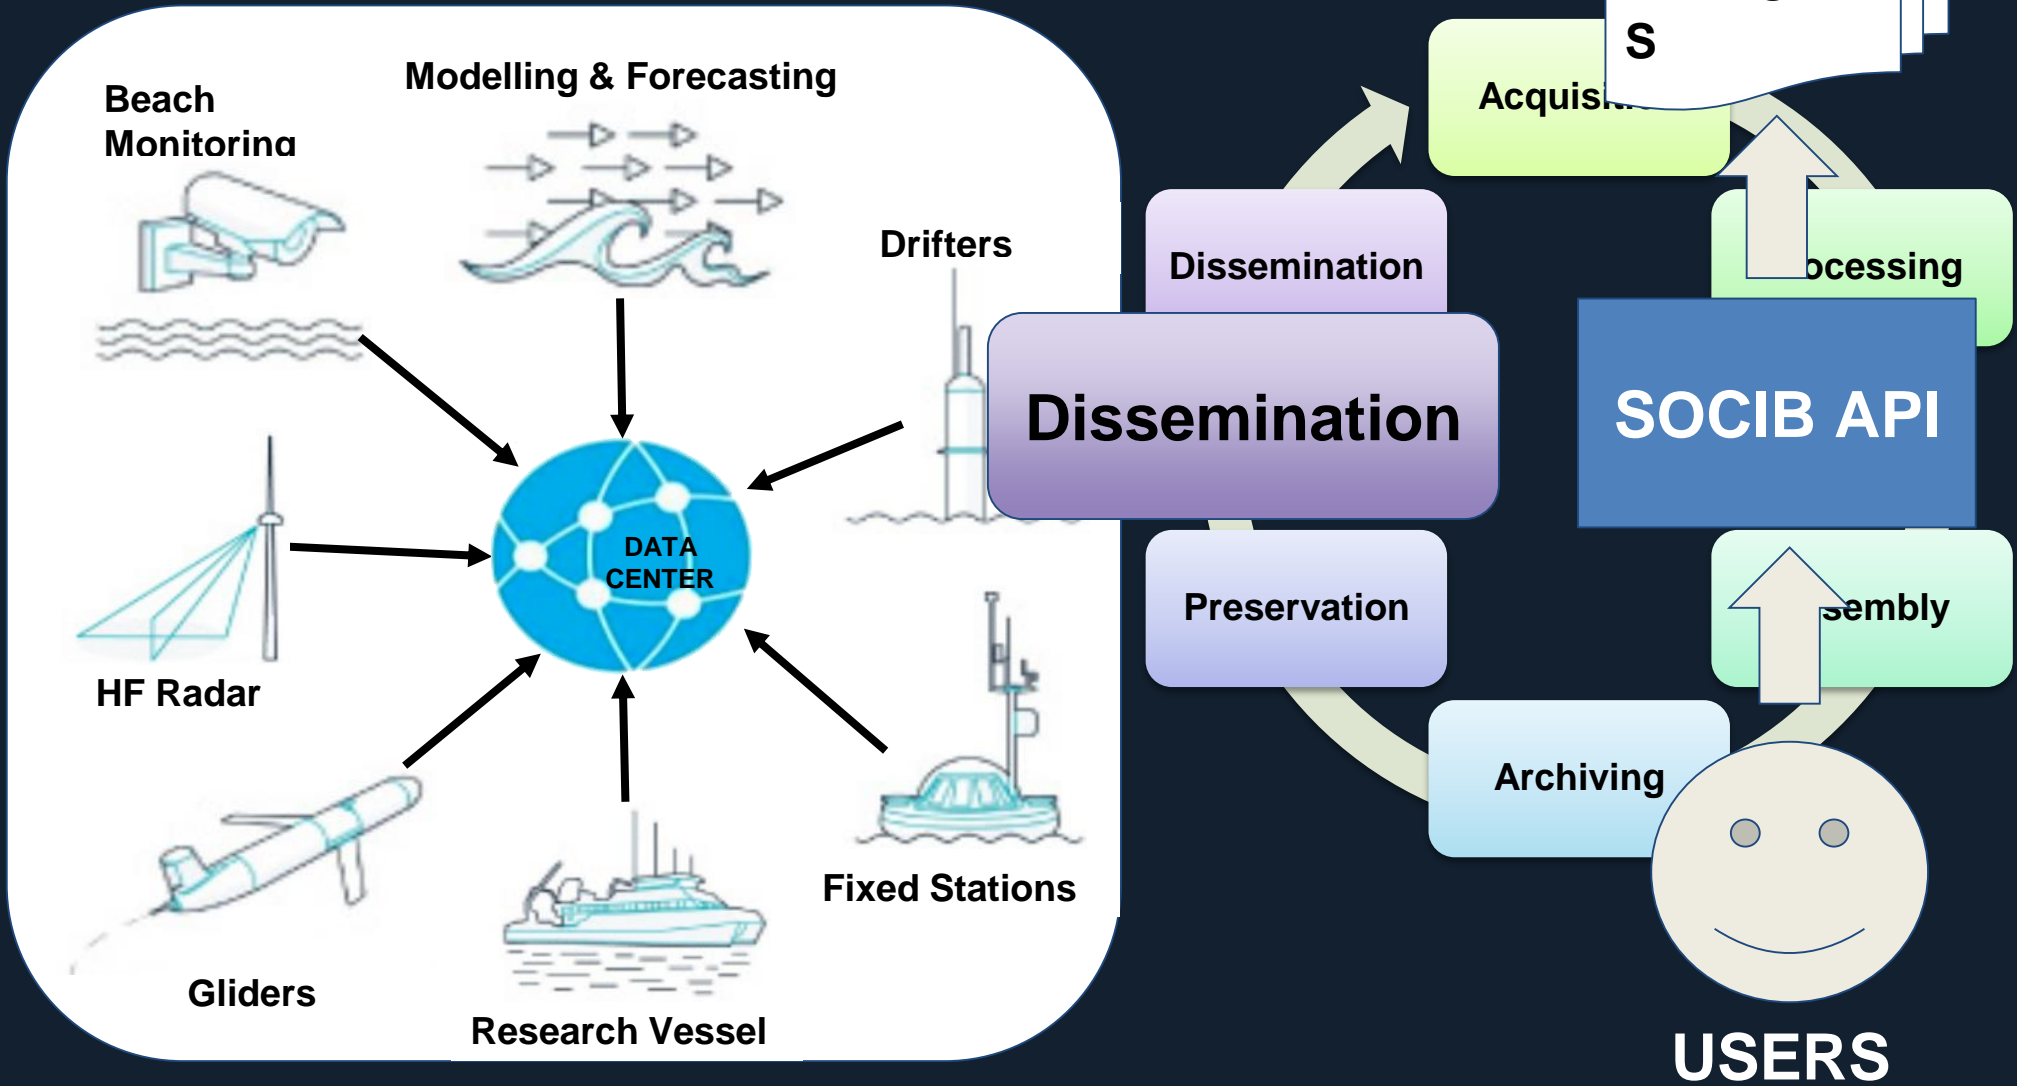 Beach
Monitoring
Modelling & Forecasting
Drifters
HF Radar
DATA
CENTER
Gliders
Research Vessel
Fixed Stations
S
Dissemination
Dissemination
SOCIB API
Preservation
Archiving
USERS